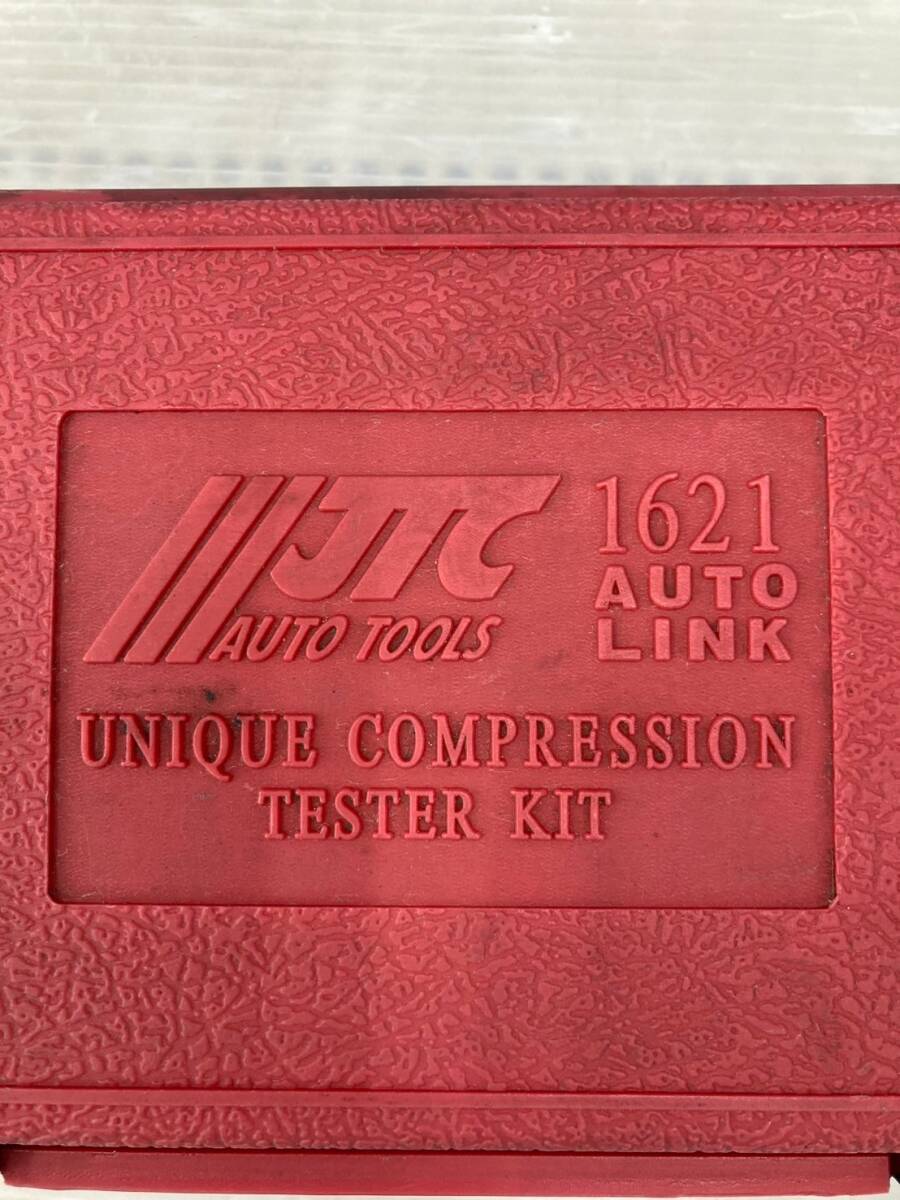 JTC
AUTO TOOLS
1621
AUTO
LINK
UNIQUE COMPRESSION
TESTER KIT